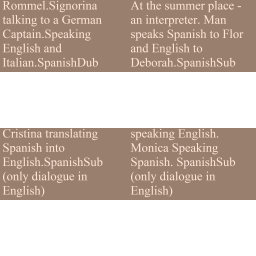 Rommel.Signorina
talking to a German
Captain.Speaking
English and
Italian.SpanishDub
At the summer place -
an interpreter. Man
speaks Spanish to Flor
and English to
Deborah.SpanishSub
Cristina translating
Spanish into
English.SpanishSub
(only dialogue in
English)
speaking English.
Monica Speaking
Spanish. SpanishSub
(only dialogue in
English)